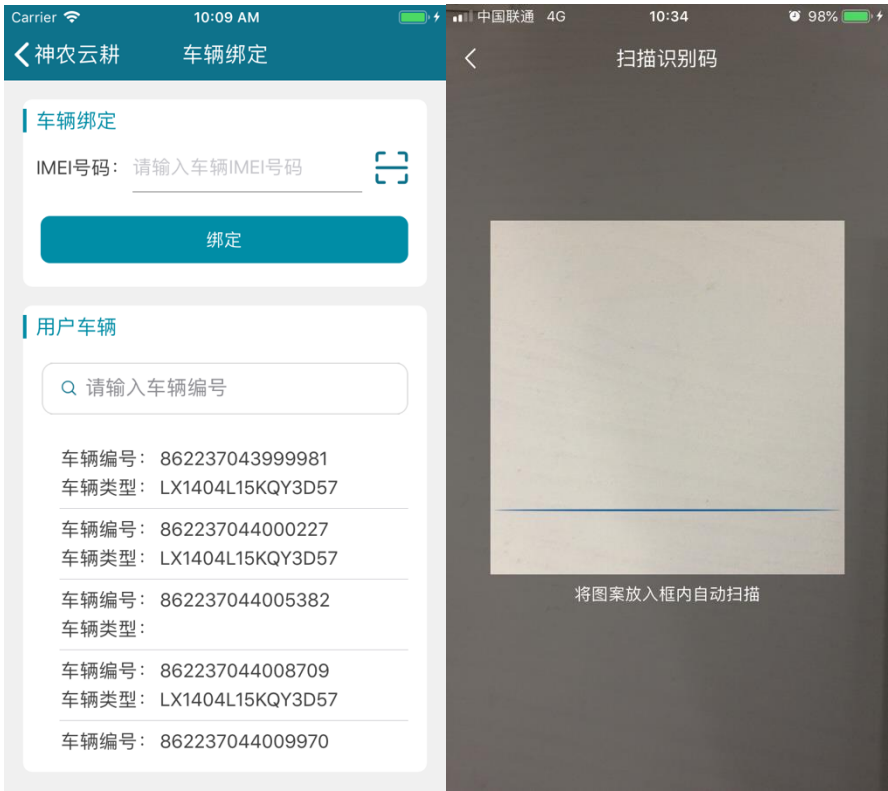 Carrier 10:09 AM
神农云耕 车辆绑定
车辆绑定
IMEI号码： 请输入车辆IMEI号码
绑定
用户车辆
请输入车辆编号
车辆编号： 862237043999981
车辆类型： LX1404L15KQY3D57
车辆编号： 862237044000227
车辆类型： LX1404L15KQY3D57
车辆编号： 862237044005382
车辆类型：
车辆编号： 862237044008709
车辆类型： LX1404L15KQY3D57
车辆编号： 862237044009970
中国联通 4G 10:34 98%
扫描识别码
将图案放入框内自动扫描